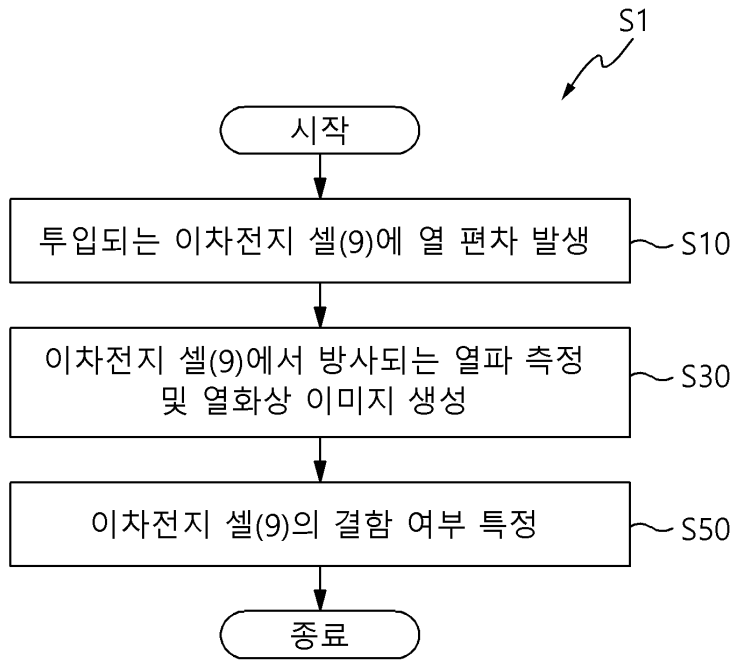 S1
시작
투입되는 이차전지 셀(9)에 열 편차 발생
S10
이차전지 셀(9)에서 방사되는 열파 측정
및 열화상 이미지 생성
S30
이차전지 셀(9)의 결함 여부 특정
S50
종료